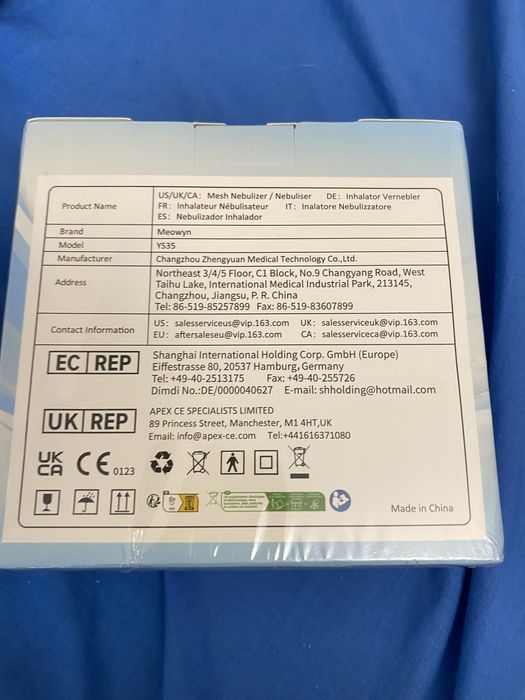 Product Name
US/UK/CA: Mesh Nebulizer / Nebuliser DE: Inhalator Vernebler
FR: Inhalateur Nébulisateur IT: Inalatore Nebulizzatore
ES: Nebulizador Inhalador
Brand Meowyn
Model YS35
Manufacturer Changzhou Zhengyuan Medical Technology Co.,Ltd.
Address
Northeast 3/4/5 Floor, C1 Block, No.9 Changyang Road, West
Taihu Lake, International Medical Industrial Park, 213145,
Changzhou, Jiangsu, P. R. China
Tel: 86-519-85257899 Fax: 86-519-83607899
Contact Information
US: salesserviceus@vip.163.com UK: salesserviceuk@vip.163.com
EU: aftersaleseu@vip.163.com CA: salesserviceca@vip.163.com
EC REP
Shanghai International Holding Corp. GmbH (Europe)
Eiffestrasse 80, 20537 Hamburg, Germany
Tel: +49-40-2513175 Fax: +49-40-255726
Dimdi No.:DE/0000040627 E-mail: shholding@hotmail.com
UK REP
APEX CE SPECIALISTS LIMITED
89 Princess Street, Manchester, M1 4HT,UK
Email: info@apex-ce.com Tel:+441616371080
UK
CA
CE 0123
Made in China